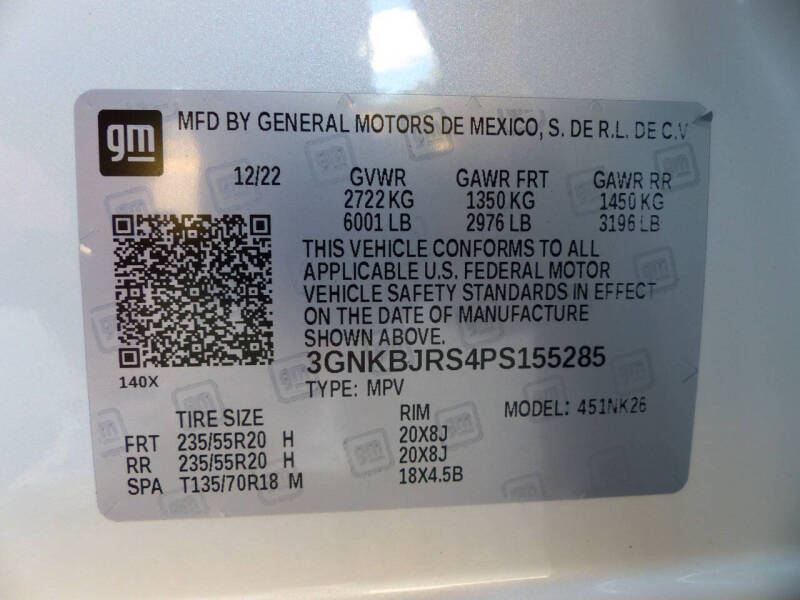 gm MFD BY GENERAL MOTORS DE MEXICO, S. DE R.L. DE C.V
12/22 GVWR GAWR FRT GAWR RR
2722 KG 1350 KG 1450 KG
6001 LB 2976 LB 3196 LB
THIS VEHICLE CONFORMS TO ALL
APPLICABLE U.S. FEDERAL MOTOR
VEHICLE SAFETY STANDARDS IN EFFECT
ON THE DATE OF MANUFACTURE
SHOWN ABOVE.
3GNKBJRS4PS155285
140X TYPE: MPV
TIRE SIZE RIM MODEL: 451NK26
FRT 235/55R20 H 20X8J
RR 235/55R20 H 20X8J
SPA T135/70R18 M 18X4.5B